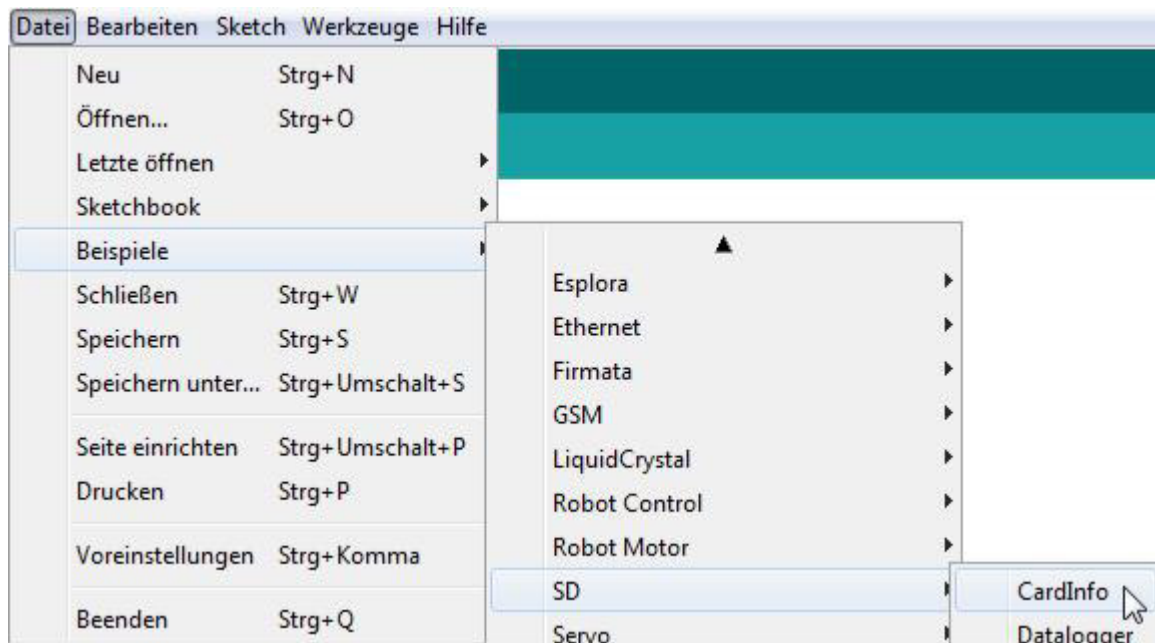 Datei Bearbeiten Sketch Werkzeuge Hilfe
Neu Strg+N
Öffnen... Strg+O
Letzte öffnen
Sketchbook
Beispiele
Schließen Strg+W
Speichern Strg+S
Speichern unter... Strg+Umschalt+S
Seite einrichten Strg+Umschalt+P
Drucken Strg+P
Voreinstellungen Strg+Komma
Beenden Strg+Q
Esplora
Ethernet
Firmata
GSM
LiquidCrystal
Robot Control
Robot Motor
SD
Servo
CardInfo
Datalogger